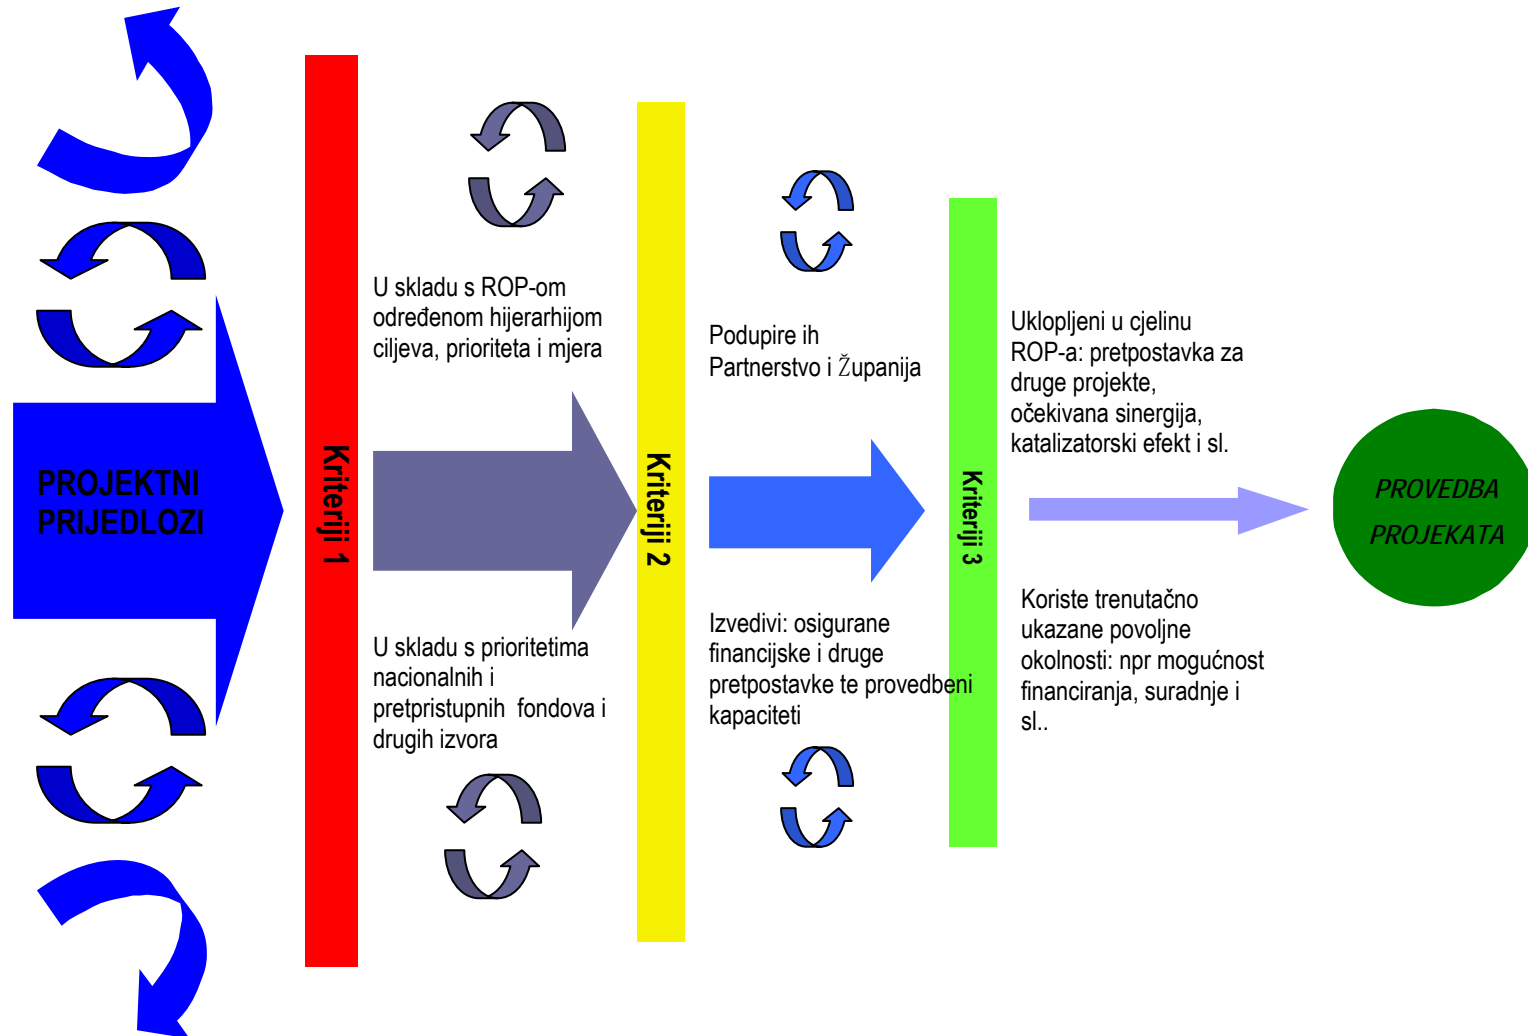 PROJEKTNI
PRIJEDLOZI
Kriteriji 1
U skladu s ROP-om
određenom hijerarhijom
ciljeva, prioriteta i mjera
U skladu s prioritetima
nacionalnih i
pretpristupnih fondova i
drugih izvora
Kriteriji 2
Podupire ih
Partnerstvo i Županija
Izvedivi: osigurane
financijske i druge
pretpostavke te provedbeni
kapaciteti
Kriteriji 3
Uklopljeni u cjelinu
ROP-a: pretpostavka za
druge projekte,
očekivana sinergija,
katalizatorski efekt i sl.
Koriste trenutačno
ukazane povoljne
okolnosti: npr mogućnost
financiranja, suradnje i
sl..
PROVEDBA
PROJEKATA